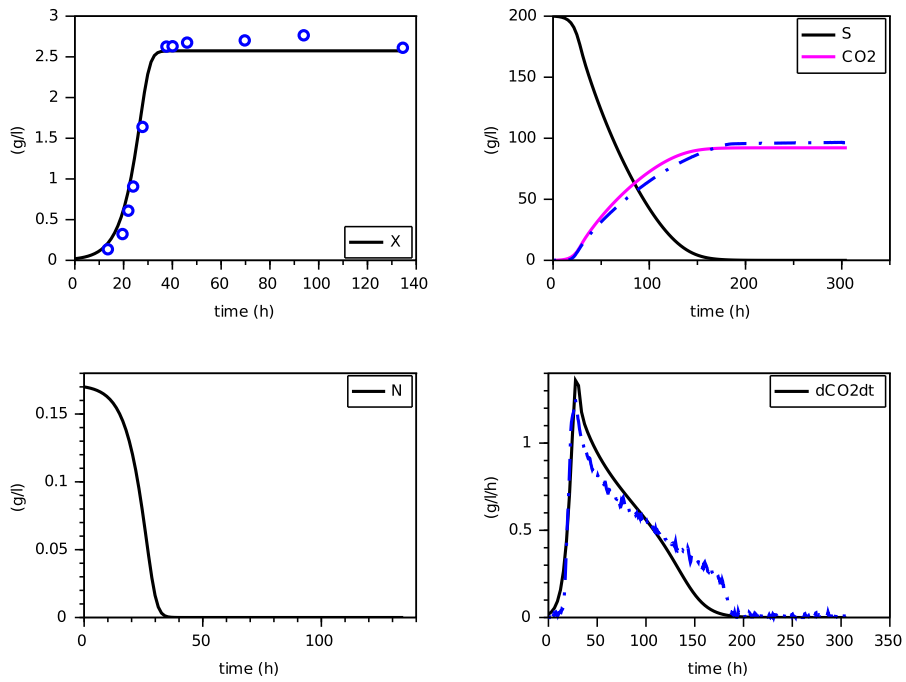 3
2.5
2
1.5
1
0.5
0
(g/l)
X
0 20 40 60 80 100 120 140
time (h)
200
150
100
50
0
(g/l)
S
CO2
0 100 200 300
time (h)
0.15
0.1
0.05
0
(g/l)
N
0 50 100
time (h)
1
0.5
0
(g/l/h)
dCO2dt
0 50 100 150 200 250 300 350
time (h)